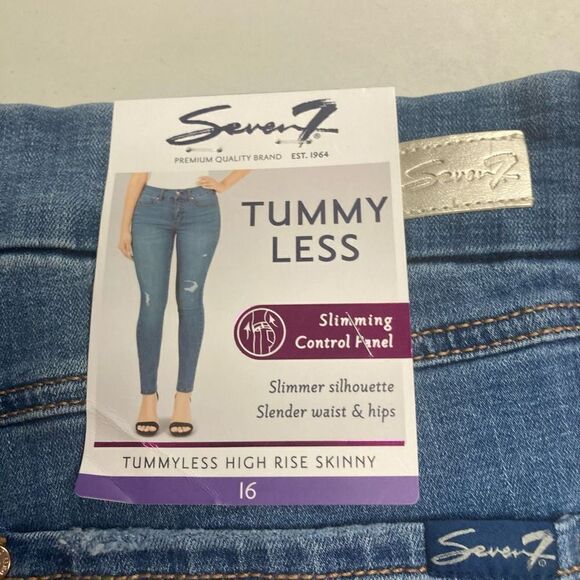 Seven7
PREMIUM QUALITY BRAND EST. 1964
Seven7
TUMMY
LESS
Slimming
Control Panel
Slimmer silhouette
Slender waist & hips
TUMMYLESS HIGH RISE SKINNY
16
Seven7